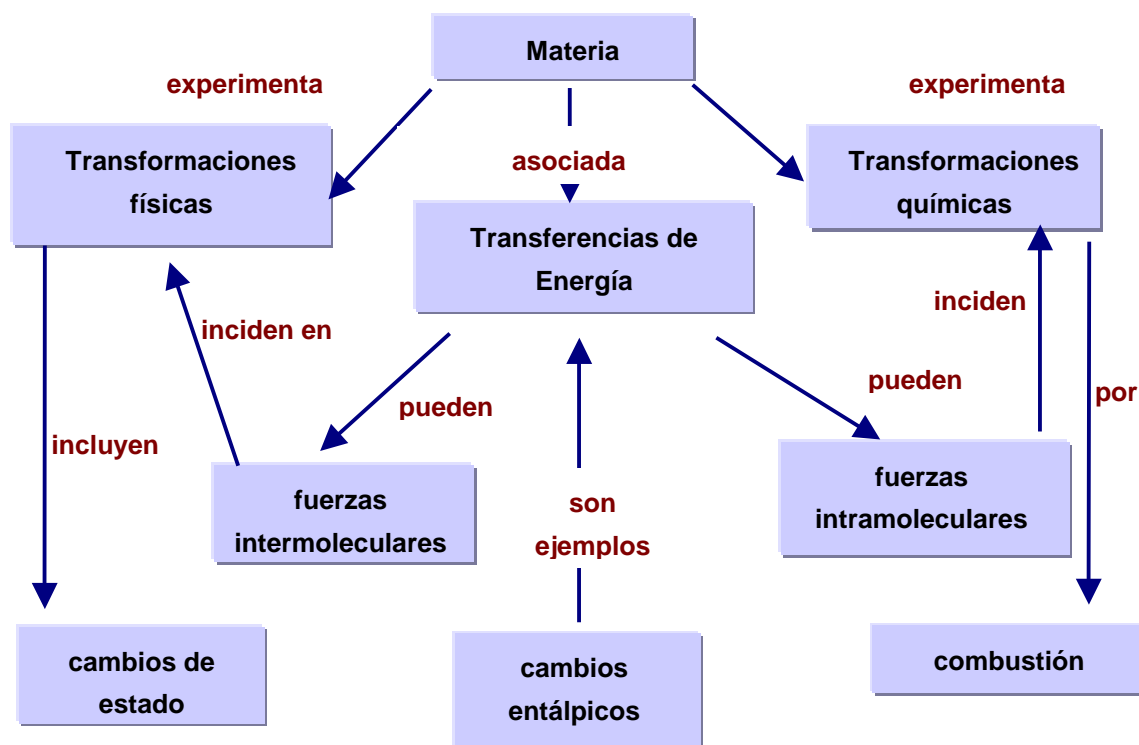 Materia
experimenta
experimenta
Transformaciones
físicas
asociada
Transformaciones
químicas
Transferencias de
Energía
inciden en
inciden
pueden
pueden
por
incluyen
fuerzas
intermoleculares
son
ejemplos
fuerzas
intramoleculares
cambios de
estado
cambios
entálpicos
combustión